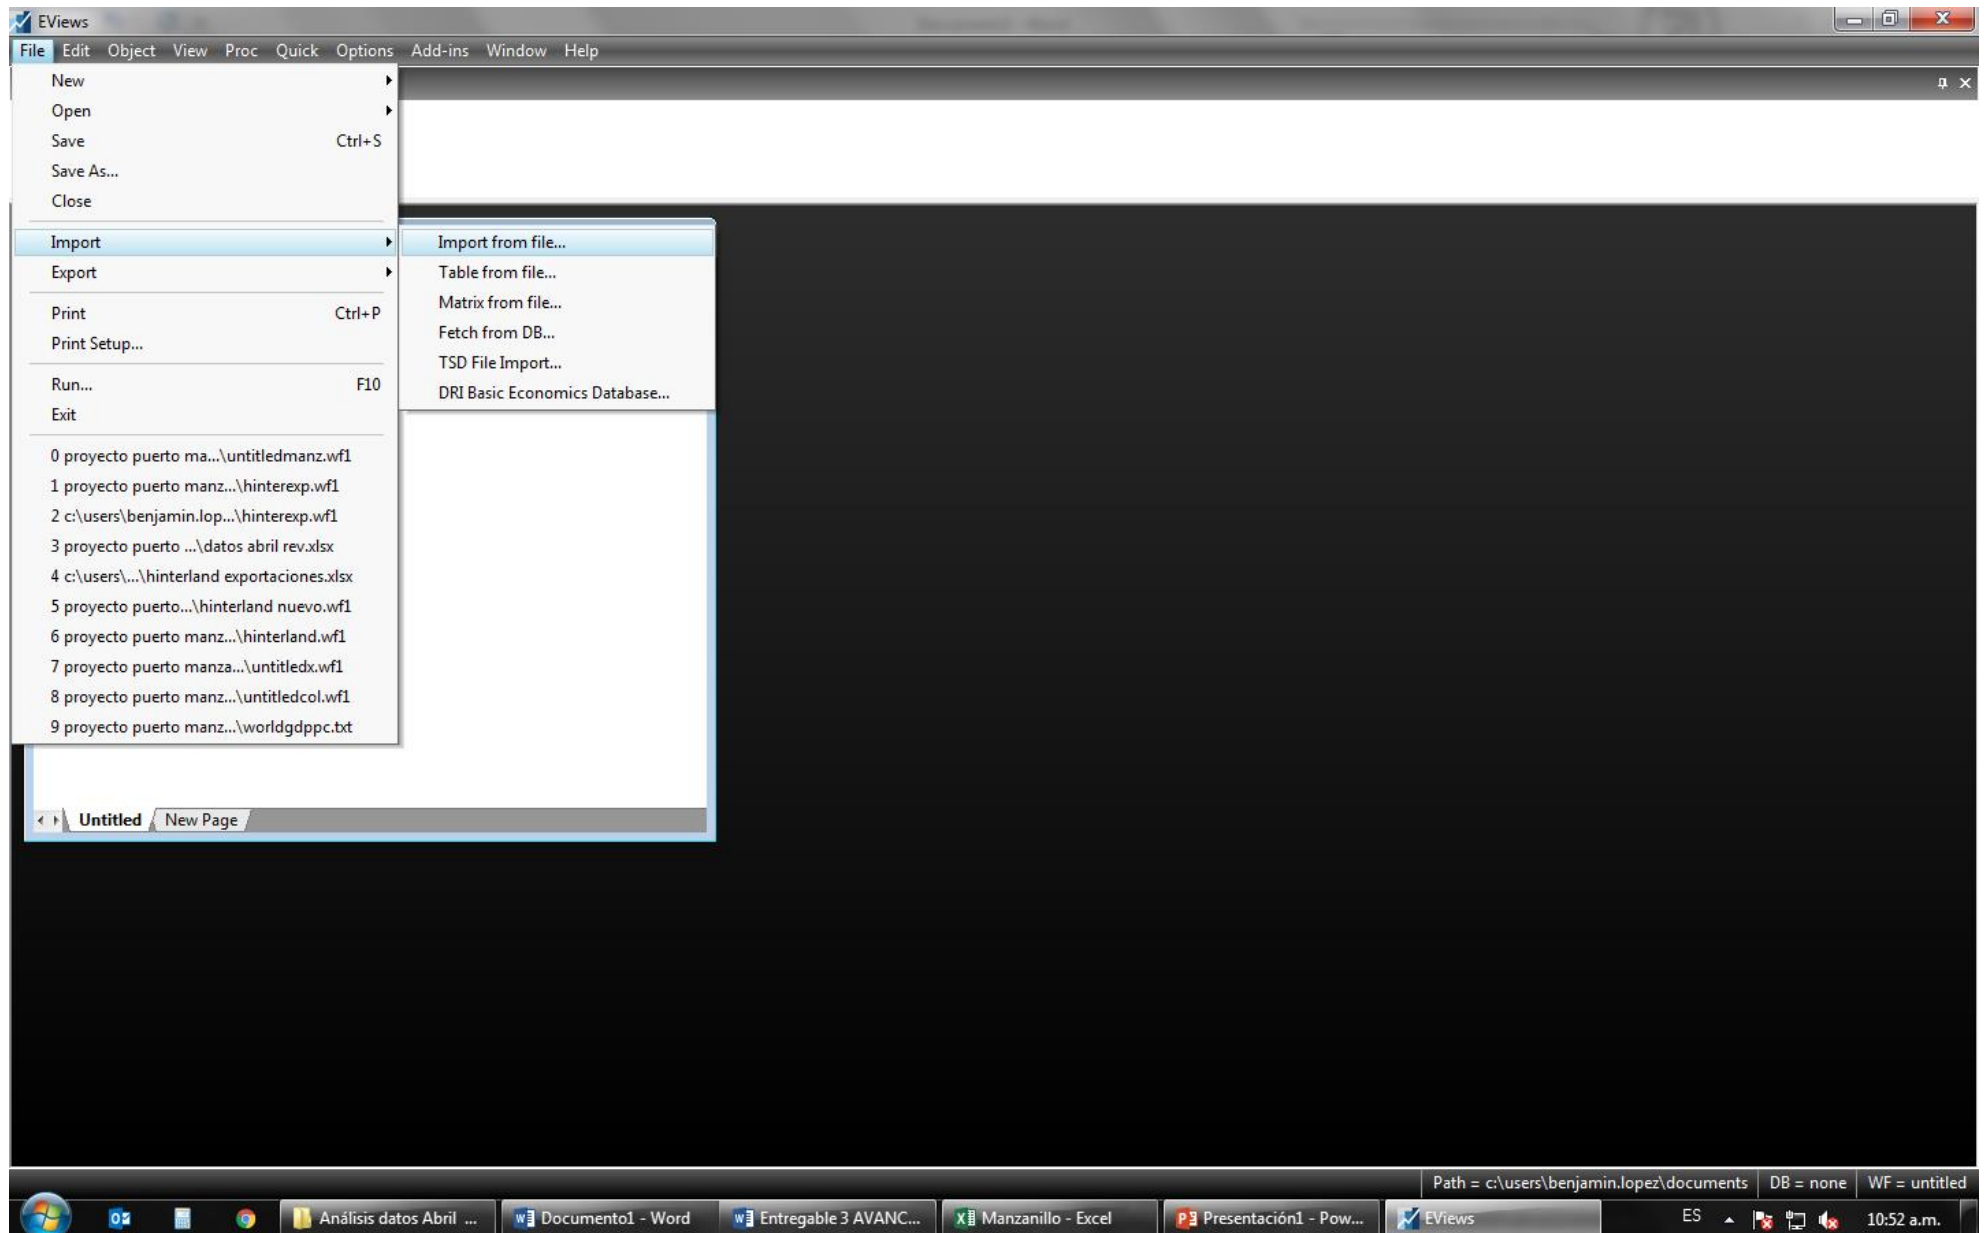 EViews
File Edit Object View Proc Quick Options Add-ins Window Help
New
Open
Save Ctrl+S
Save As...
Close
Import
Export
Print Ctrl+P
Print Setup...
Run... F10
Exit
0 proyecto puerto ma...\untitledmanz.wf1
1 proyecto puerto manz...\hinterexp.wf1
2 c:\users\benjamin.lop...\hinterexp.wf1
3 proyecto puerto ...\datos abril rev.xlsx
4 c:\users\...\hinterland exportaciones.xlsx
5 proyecto puerto...\hinterland nuevo.wf1
6 proyecto puerto manz...\hinterland.wf1
7 proyecto puerto manza...\untitledx.wf1
8 proyecto puerto manz...\untitledcol.wf1
9 proyecto puerto manz...\worldgdppc.txt
Import from file...
Table from file...
Matrix from file...
Fetch from DB...
TSD File Import...
DRI Basic Economics Database...
Untitled New Page
Path = c:\users\benjamin.lopez\documents DB = none WF = untitled
Análisis datos Abril ... Documento1 - Word Entregable 3 AVANC... Manzanillo - Excel Presentación1 - Pow... EViews ES 10:52 a.m.